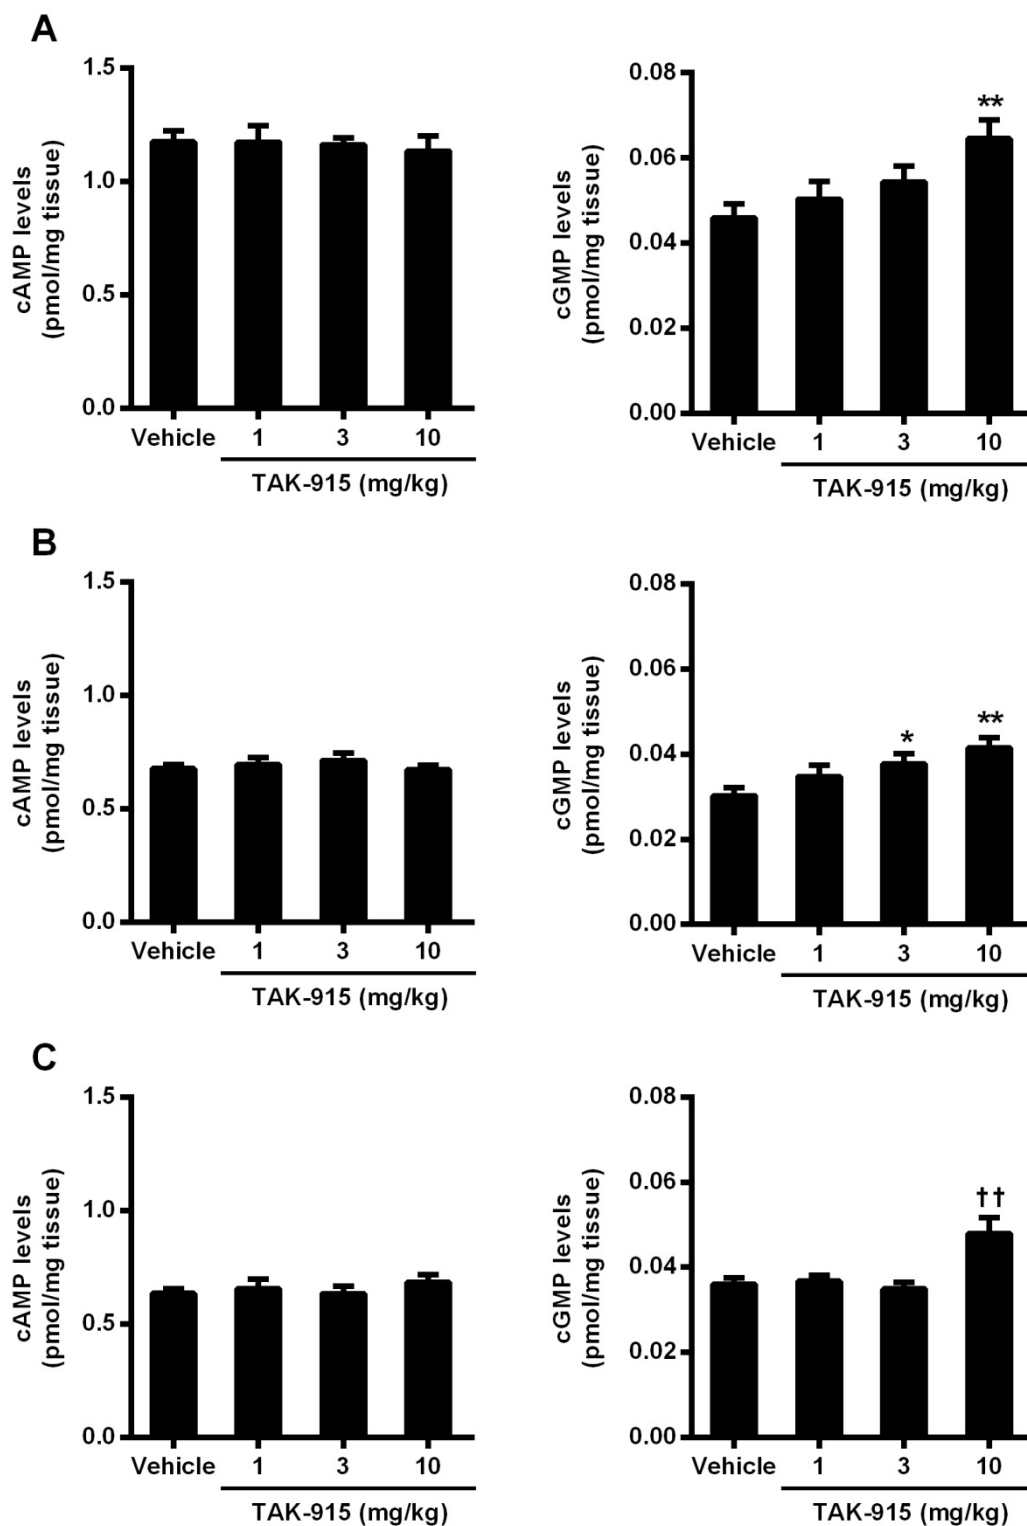 A
cAMP levels
(pmol/mg tissue)
1.5
1.0
0.5
0.0
Vehicle 1 3 10
TAK-915 (mg/kg)
cGMP levels
(pmol/mg tissue)
0.08
0.06
0.04
0.02
0.00
**
Vehicle 1 3 10
TAK-915 (mg/kg)
B
cAMP levels
(pmol/mg tissue)
1.5
1.0
0.5
0.0
Vehicle 1 3 10
TAK-915 (mg/kg)
cGMP levels
(pmol/mg tissue)
0.08
0.06
0.04
0.02
0.00
* **
Vehicle 1 3 10
TAK-915 (mg/kg)
C
cAMP levels
(pmol/mg tissue)
1.5
1.0
0.5
0.0
Vehicle 1 3 10
TAK-915 (mg/kg)
cGMP levels
(pmol/mg tissue)
0.08
0.06
0.04
0.02
0.00
††
Vehicle 1 3 10
TAK-915 (mg/kg)